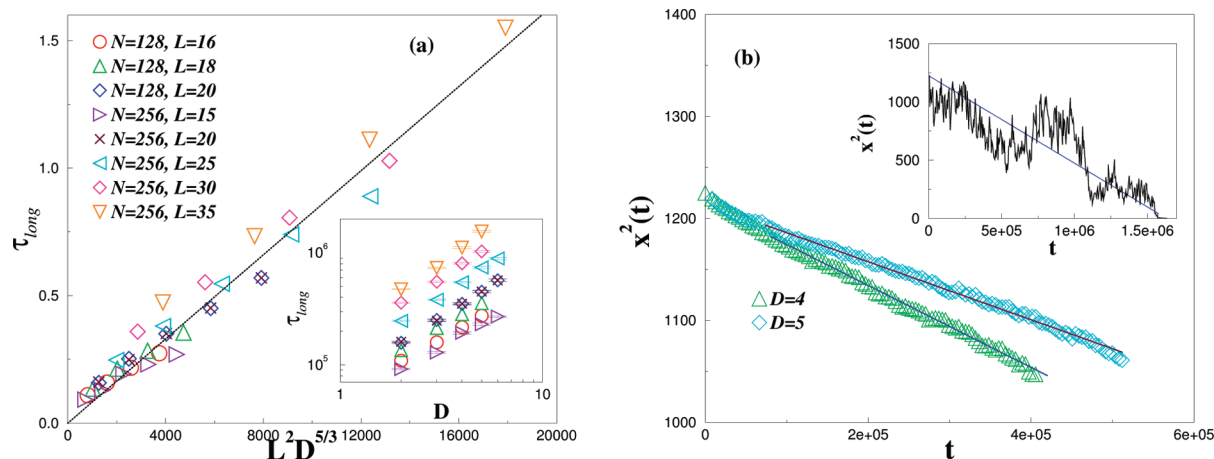 1.5
1.0
0.5
0.0
τlong
(a)
N=128, L=16
N=128, L=18
N=128, L=20
N=256, L=15
N=256, L=20
N=256, L=25
N=256, L=30
N=256, L=35
10^6
10^5
τlong
1
10
D
0
4000
8000
12000
16000
20000
L^2D^5/3
1400
1300
1200
1100
1000
x^2(t)
(b)
1500
1000
500
0
x^2(t)
0
5e+05
1e+06
1.5e+06
t
D=4
D=5
0
2e+05
4e+05
6e+05
t